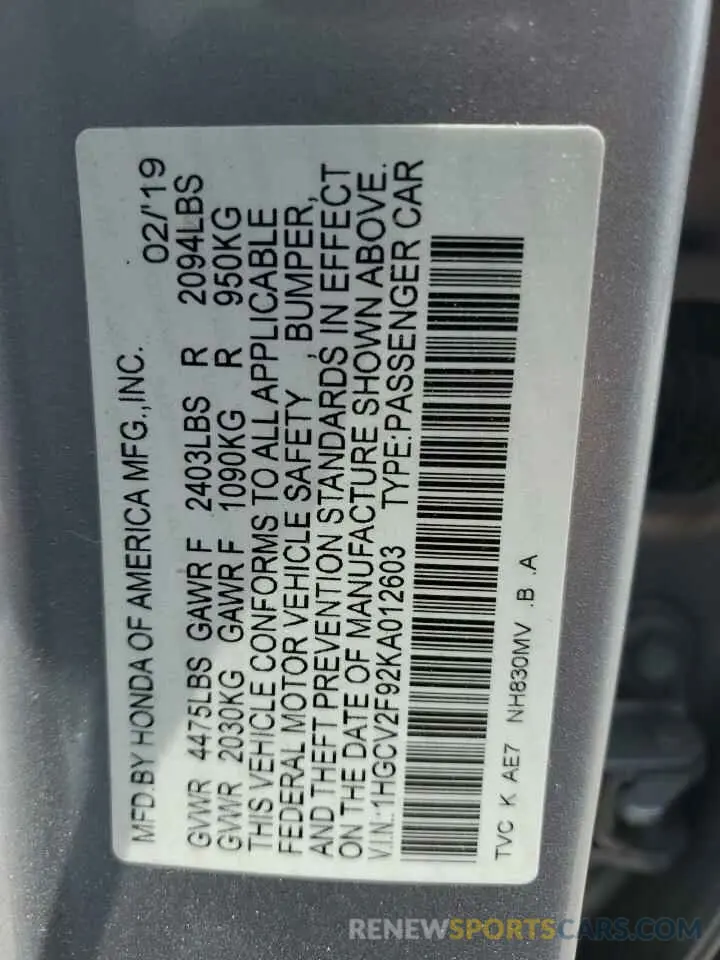 MFD.BY HONDA OF AMERICA MFG.,INC. 02/'19
GVWR 4475LBS GAWR F 2403LBS R 2094LBS
GVWR 2030KG GAWR F 1090KG R 950KG
THIS VEHICLE CONFORMS TO ALL APPLICABLE
FEDERAL MOTOR VEHICLE SAFETY , BUMPER,
AND THEFT PREVENTION STANDARDS IN EFFECT
ON THE DATE OF MANUFACTURE SHOWN ABOVE.
V.I.N.:1HGCV2F92KA012603 TYPE:PASSENGER CAR
TVC K AE7 NH830MV .B .A
RENEWSPORTSCARS.COM